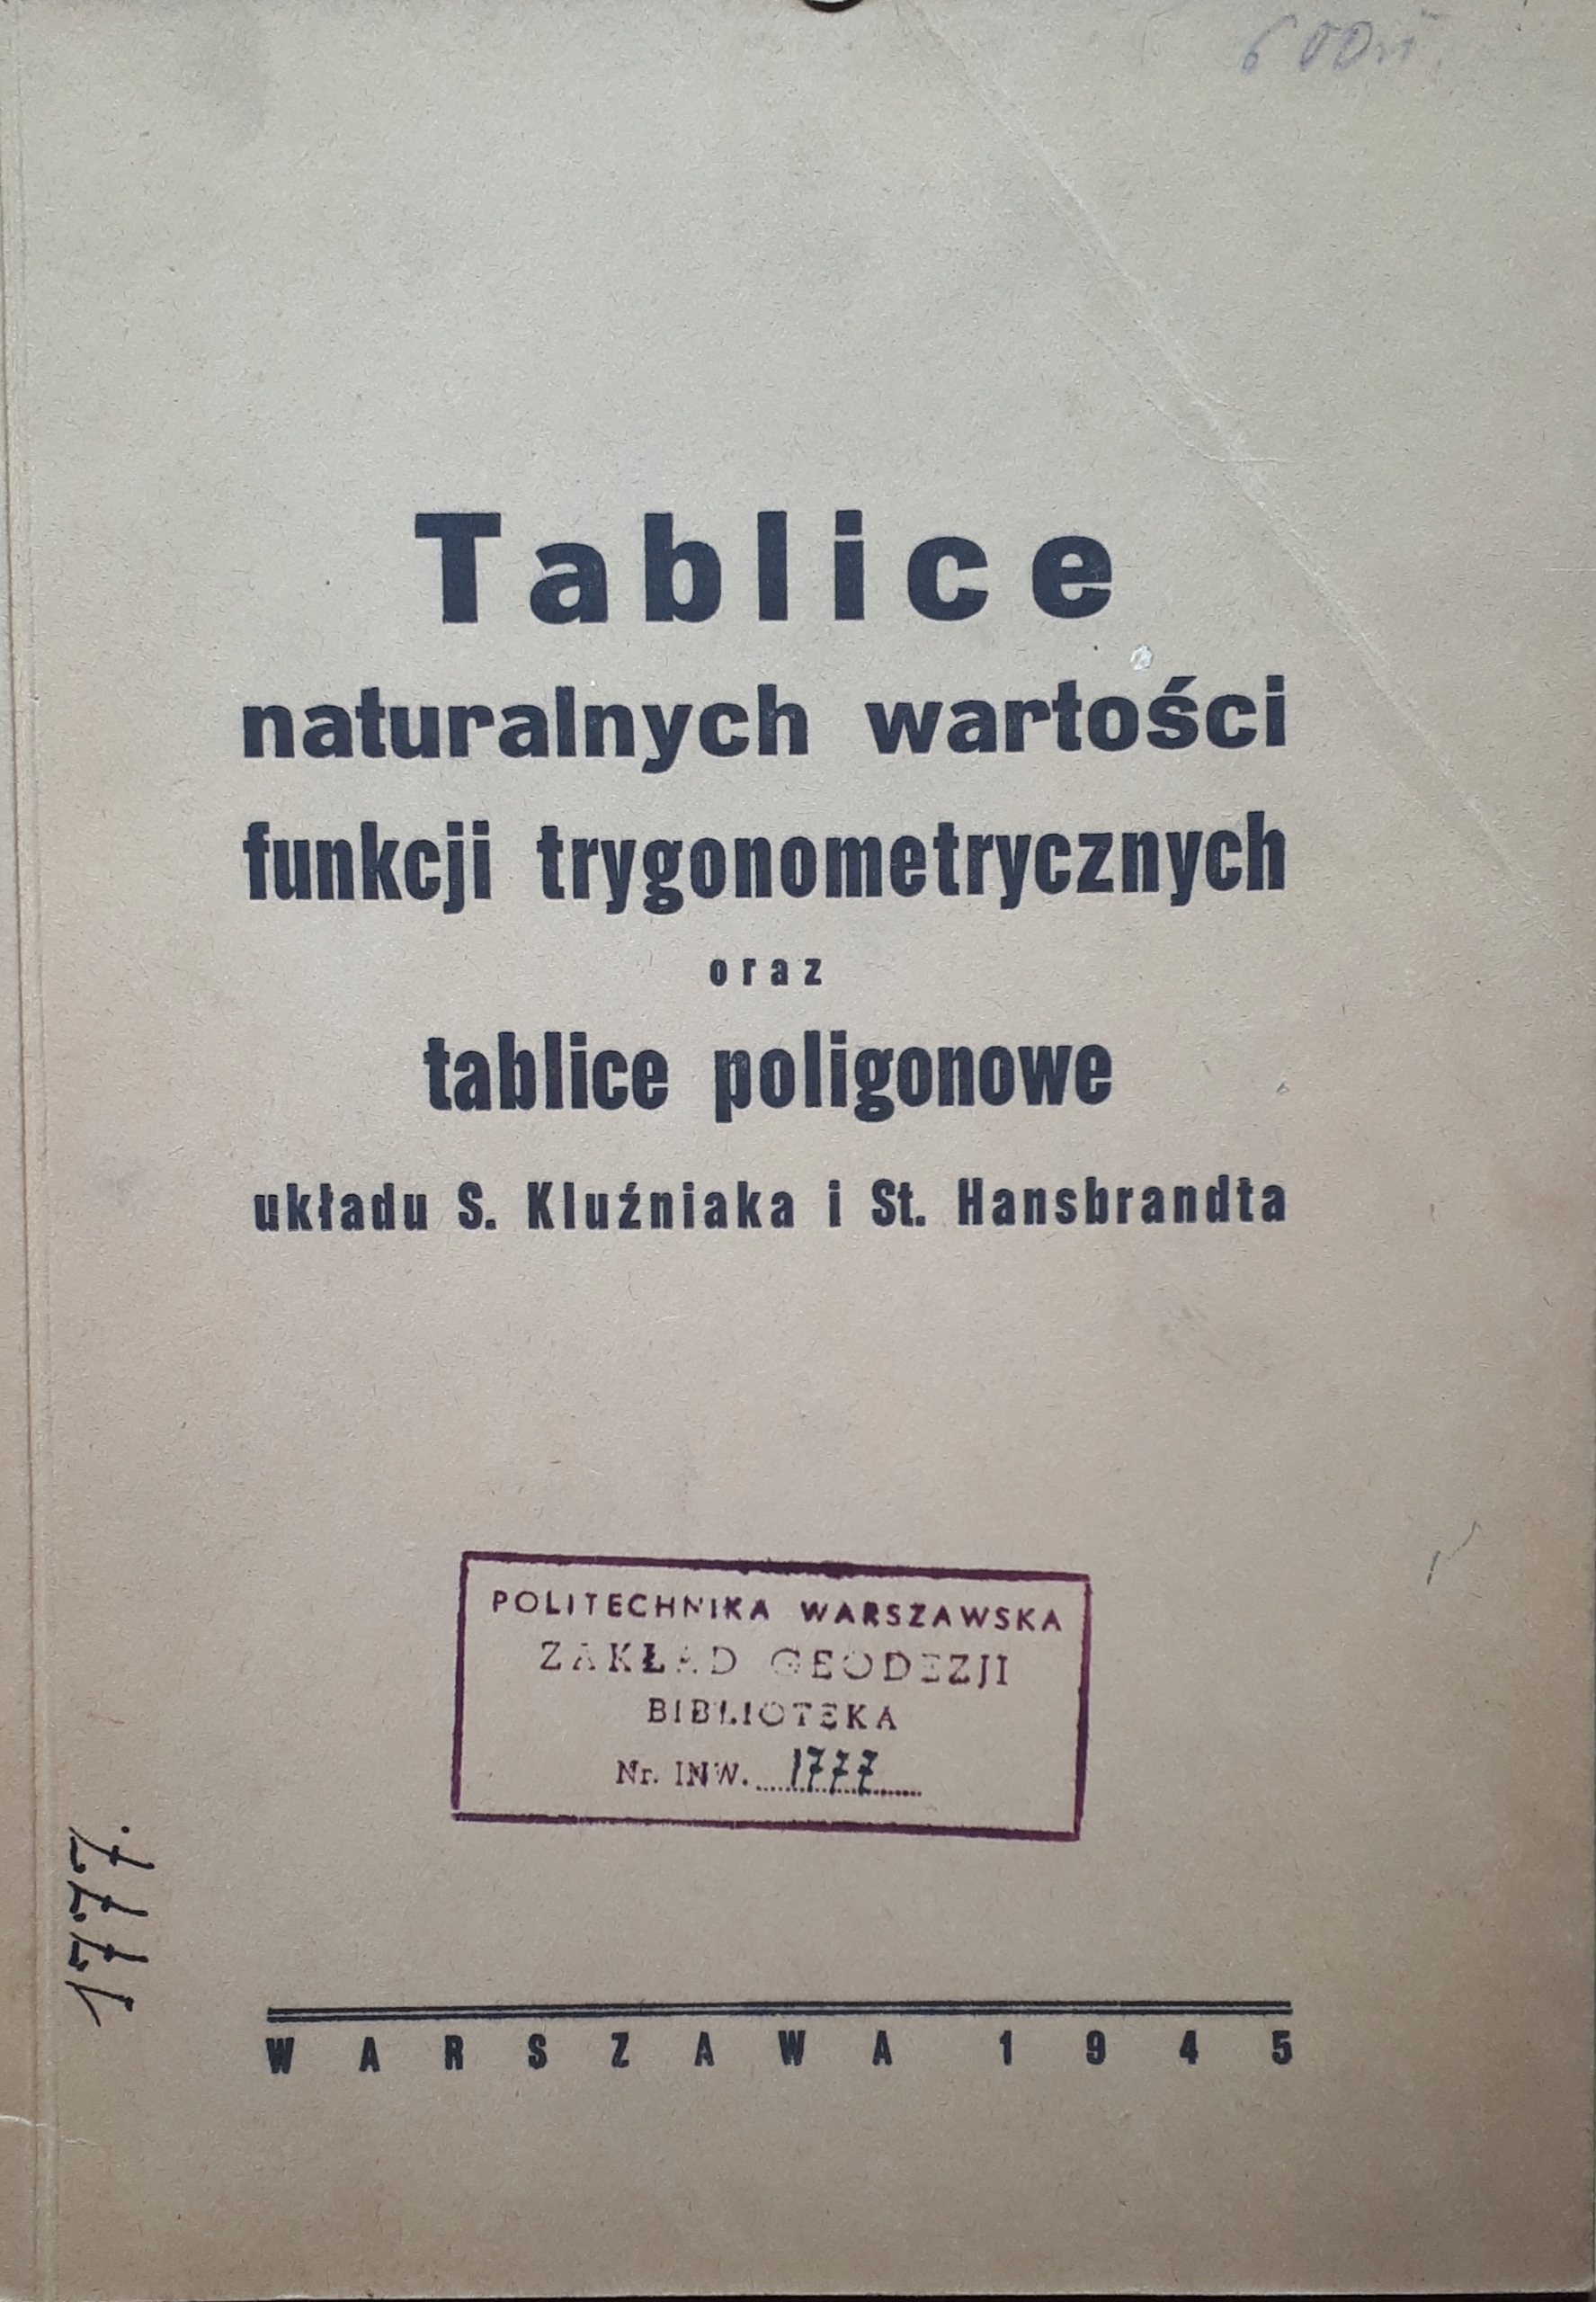 Tablice
naturalnych wartości
funkcji trygonometrycznych
oraz
tablice poligonowe
układu S. Kluźniaka i St. Hansbrandta
POLITECHNIKA WARSZAWSKA
ZAKŁAD GEODEZJI
BIBLIOTEKA
Nr. INW. 1777
1777.
WARSZAWA 1945